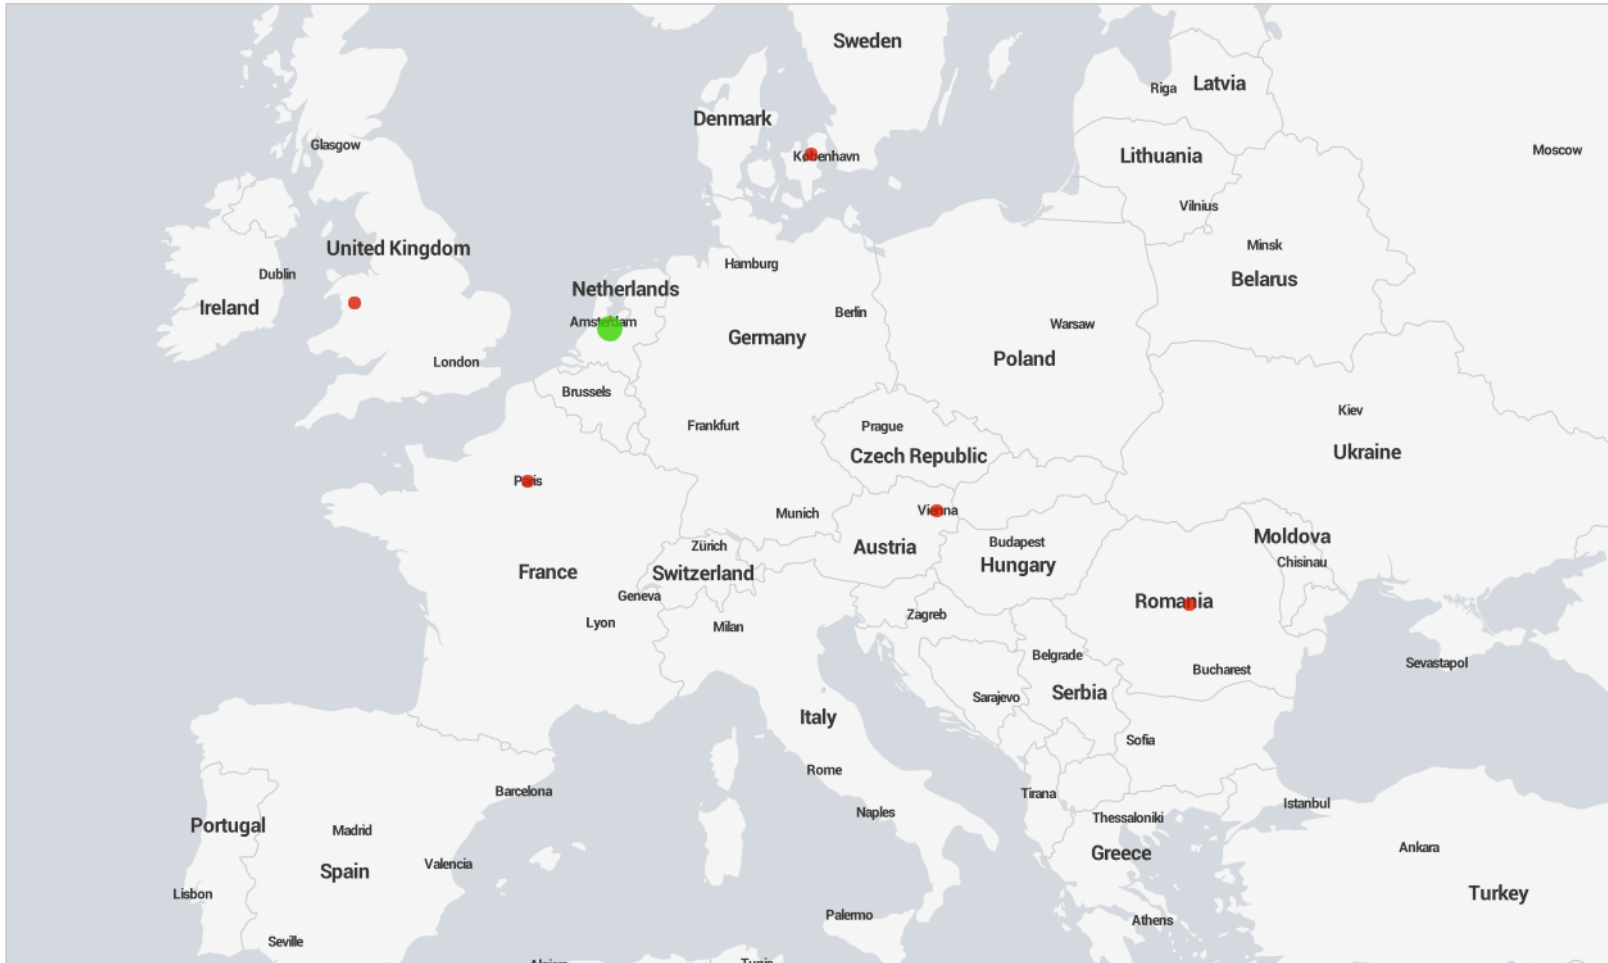 Sweden
Latvia
Riga
Denmark
Glasgow
København
Lithuania
Moscow
Vilnius
United Kingdom
Minsk
Hamburg
Dublin
Belarus
Netherlands
Ireland
Berlin
Amsterdam
Warsaw
Germany
Poland
London
Brussels
Kiev
Frankfurt
Prague
Czech Republic
Ukraine
Paris
Vienna
Munich
Moldova
Zürich
Austria
Budapest
Chisinau
France
Switzerland
Hungary
Geneva
Romania
Lyon
Milan
Zagreb
Belgrade
Sevastapol
Bucharest
Sarajevo
Serbia
Italy
Sofia
Rome
Barcelona
Tirana
Istanbul
Naples
Thessaloniki
Portugal
Madrid
Ankara
Greece
Valencia
Spain
Lisbon
Turkey
Palermo
Athens
Seville